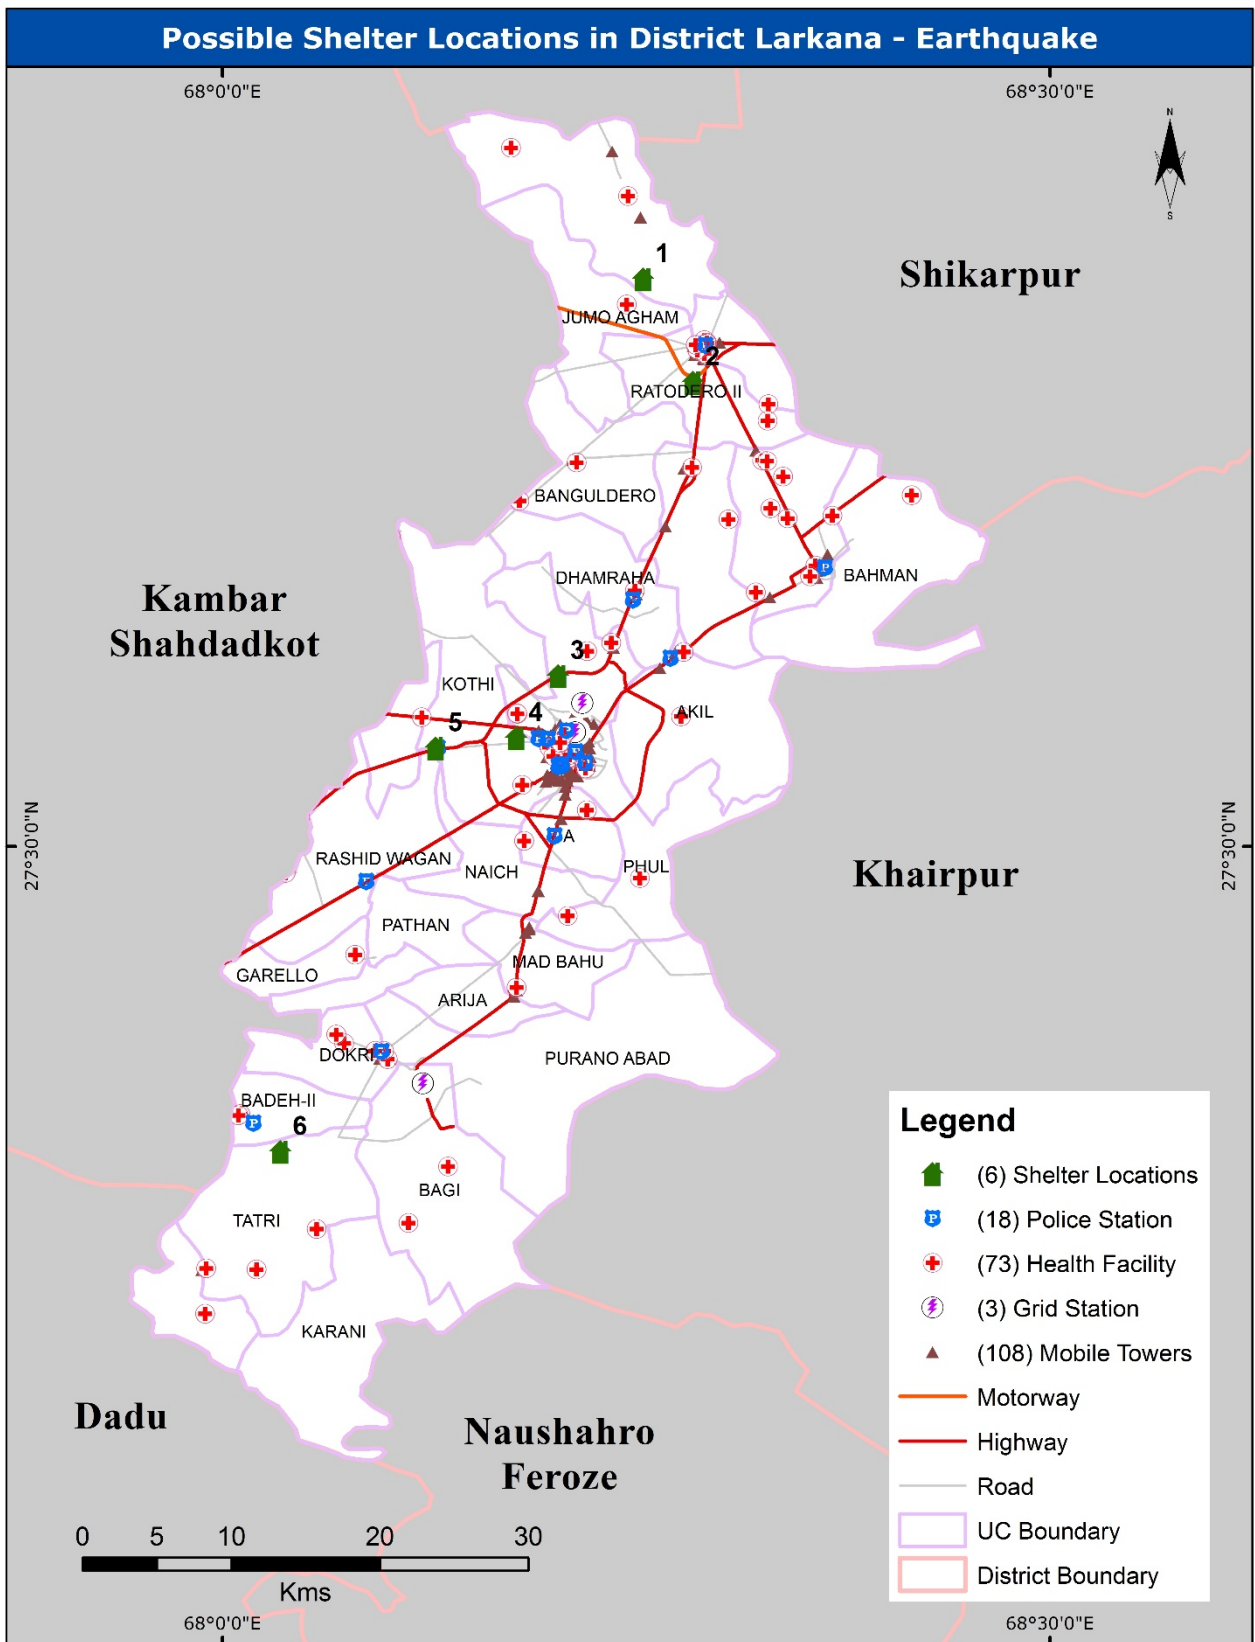 Possible Shelter Locations in District Larkana - Earthquake
68°0'0"E
68°30'0"E
N
S
1
Shikarpur
JUMO AGHAM
2
RATODERO II
BANGULDERO
DHAMRAHA
BAHMAN
Kambar
Shahdadkot
3
KOTHI
4
AKIL
5
27°30'0"N
27°30'0"N
A
RASHID WAGAN
NAICH
PHUL
Khairpur
PATHAN
MAD BAHU
GARELLO
ARIJA
DOKRI
PURANO ABAD
BADEH-II
6
BAGI
TATRI
KARANI
Dadu
Naushahro
Feroze
Legend
(6) Shelter Locations
P (18) Police Station
(73) Health Facility
(3) Grid Station
(108) Mobile Towers
Motorway
Highway
Road
UC Boundary
District Boundary
0 5 10 20 30
Kms
68°0'0"E
68°30'0"E